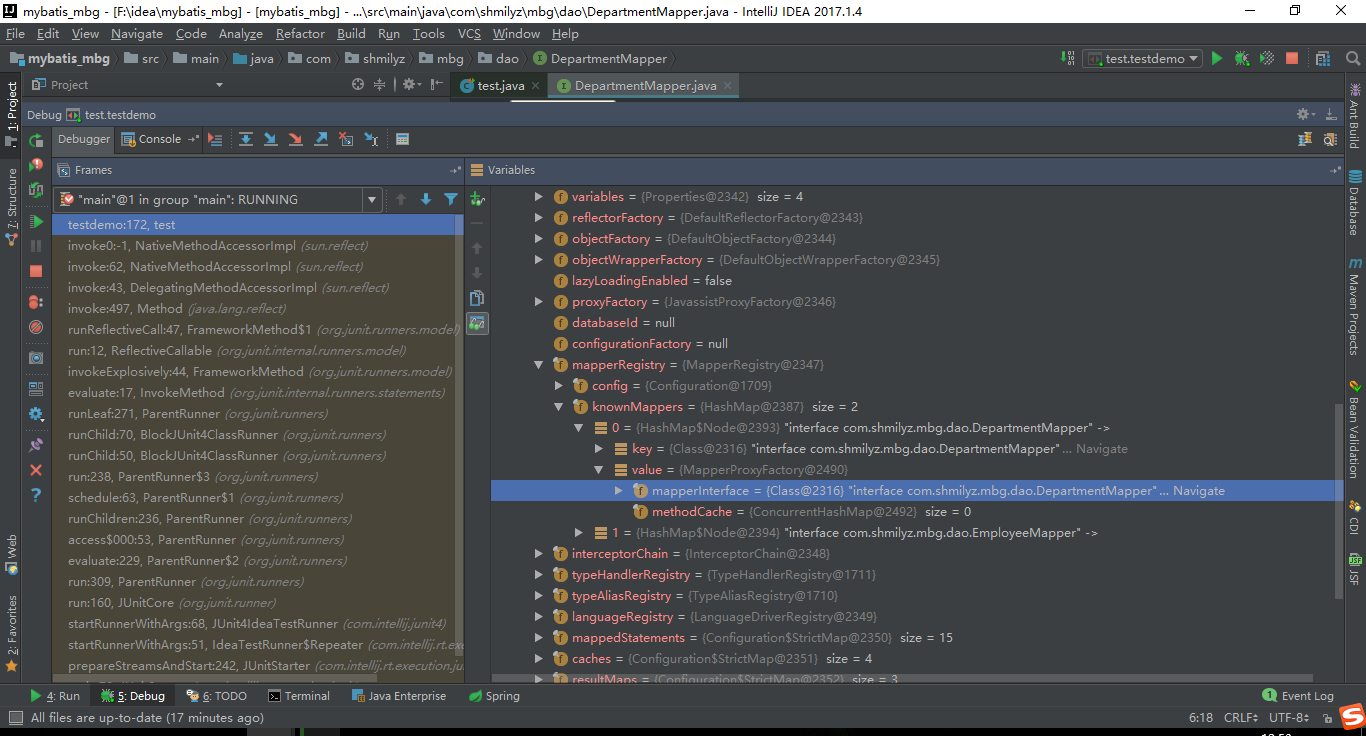 mybatis_mbg - [F:\idea\mybatis_mbg] - [mybatis_mbg] - ...\src\main\java\com\shmilyz\mbg\dao\DepartmentMapper.java - IntelliJ IDEA 2017.1.4
File Edit View Navigate Code Analyze Refactor Build Run Tools VCS Window Help
mybatis_mbg src main java com shmilyz mbg dao DepartmentMapper test.testdemo
Project test.java DepartmentMapper.java
Debug test.testdemo
Debugger Console
Frames
"main"@1 in group "main": RUNNING
testdemo:172, test
invoke0:-1, NativeMethodAccessorImpl (sun.reflect)
invoke:62, NativeMethodAccessorImpl (sun.reflect)
invoke:43, DelegatingMethodAccessorImpl (sun.reflect)
invoke:497, Method (java.lang.reflect)
runReflectiveCall:47, FrameworkMethod$1 (org.junit.runners.model)
run:12, ReflectiveCallable (org.junit.internal.runners.model)
invokeExplosively:44, FrameworkMethod (org.junit.runners.model)
evaluate:17, InvokeMethod (org.junit.internal.runners.statements)
runLeaf:271, ParentRunner (org.junit.runners)
runChild:70, BlockJUnit4ClassRunner (org.junit.runners)
runChild:50, BlockJUnit4ClassRunner (org.junit.runners)
run:238, ParentRunner$3 (org.junit.runners)
schedule:63, ParentRunner$1 (org.junit.runners)
runChildren:236, ParentRunner (org.junit.runners)
access$000:53, ParentRunner (org.junit.runners)
evaluate:229, ParentRunner$2 (org.junit.runners)
run:309, ParentRunner (org.junit.runners)
run:160, JUnitCore (org.junit.runner)
startRunnerWithArgs:68, JUnit4IdeaTestRunner (com.intellij.junit4)
startRunnerWithArgs:51, IdeaTestRunner$Repeater (com.intellij.rt.exe
prepareStreamsAndStart:242, JUnitStarter (com.intellij.rt.execution.ju
Variables
variables = {Properties@2342} size = 4
reflectorFactory = {DefaultReflectorFactory@2343}
objectFactory = {DefaultObjectFactory@2344}
objectWrapperFactory = {DefaultObjectWrapperFactory@2345}
lazyLoadingEnabled = false
proxyFactory = {JavassistProxyFactory@2346}
databaseId = null
configurationFactory = null
mapperRegistry = {MapperRegistry@2347}
config = {Configuration@1709}
knownMappers = {HashMap@2387} size = 2
0 = {HashMap$Node@2393} "interface com.shmilyz.mbg.dao.DepartmentMapper" ->
key = {Class@2316} "interface com.shmilyz.mbg.dao.DepartmentMapper" ... Navigate
value = {MapperProxyFactory@2490}
mapperInterface = {Class@2316} "interface com.shmilyz.mbg.dao.DepartmentMapper" ... Navigate
methodCache = {ConcurrentHashMap@2492} size = 0
1 = {HashMap$Node@2394} "interface com.shmilyz.mbg.dao.EmployeeMapper" ->
interceptorChain = {InterceptorChain@2348}
typeHandlerRegistry = {TypeHandlerRegistry@1711}
typeAliasRegistry = {TypeAliasRegistry@1710}
languageRegistry = {LanguageDriverRegistry@2349}
mappedStatements = {Configuration$StrictMap@2350} size = 15
caches = {Configuration$StrictMap@2351} size = 4
resultMaps = {Configuration$StrictMap@2352} size = 3
1: Project
7: Structure
Web
2: Favorites
Ant Build
Database
Maven Projects
Bean Validation
CDI
JSF
4: Run 5: Debug 6: TODO Terminal Java Enterprise Spring 1 Event Log
All files are up-to-date (17 minutes ago) 6:18 CRLF UTF-8